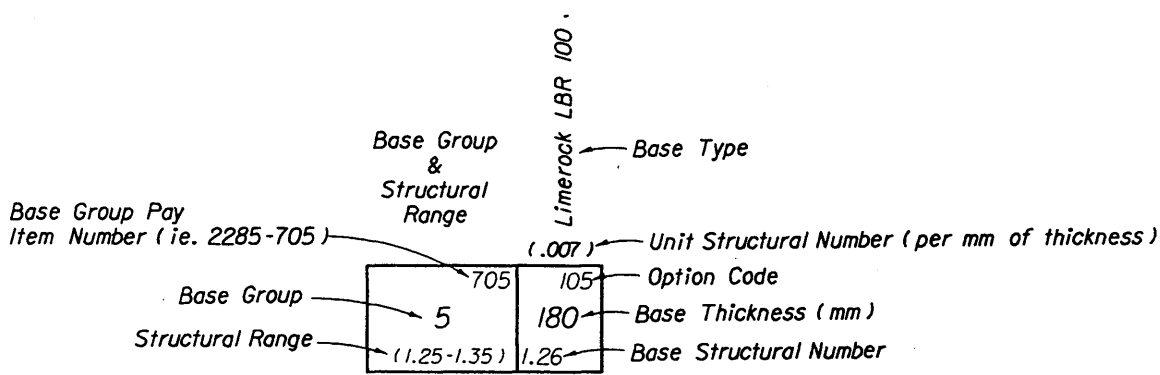 Limerock LBR 100.
Base Group
&
Structural
Range
Base Type
Base Group Pay
Item Number (ie. 2285-705)
(.007)
Unit Structural Number (per mm of thickness)
705
105
Option Code
Base Group
5
180
Base Thickness (mm)
Structural Range
(1.25-1.35)
1.26
Base Structural Number